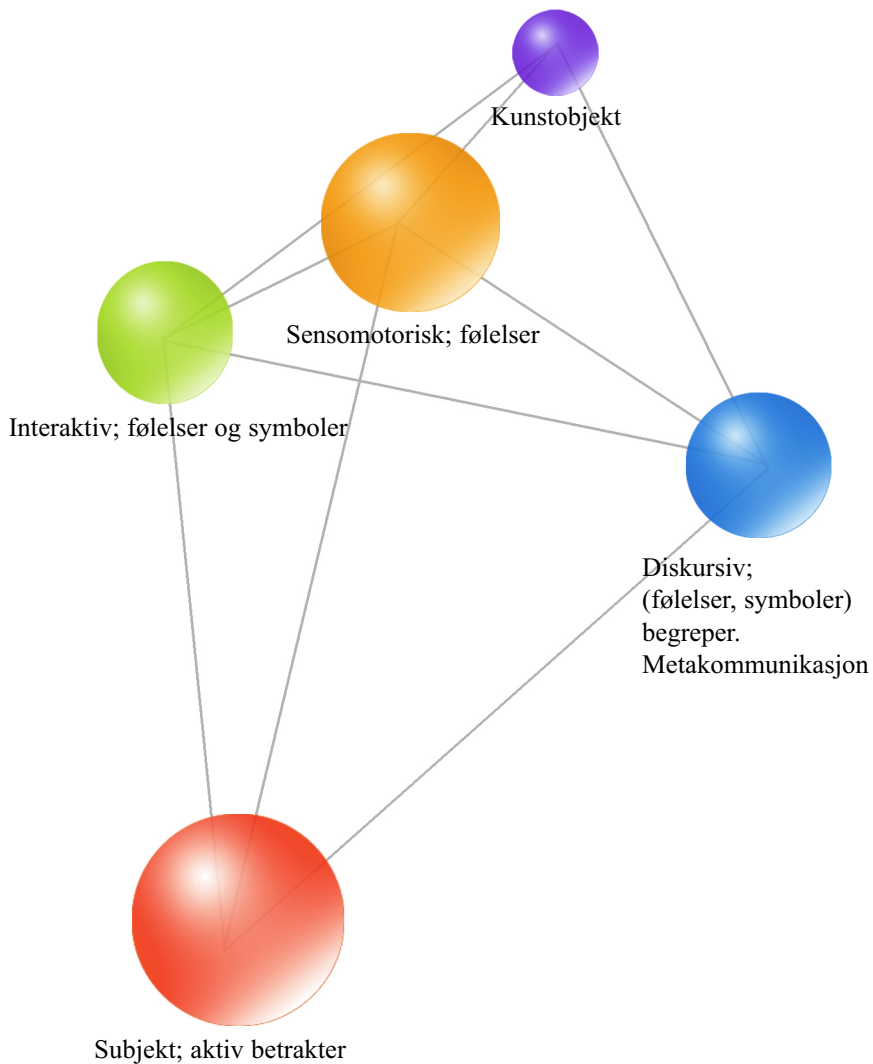 Kunstobjekt
Sensomotorisk; følelser
Interaktiv; følelser og symboler
Diskursiv;
(følelser, symboler)
begreper.
Metakommunikasjon
Subjekt; aktiv betrakter